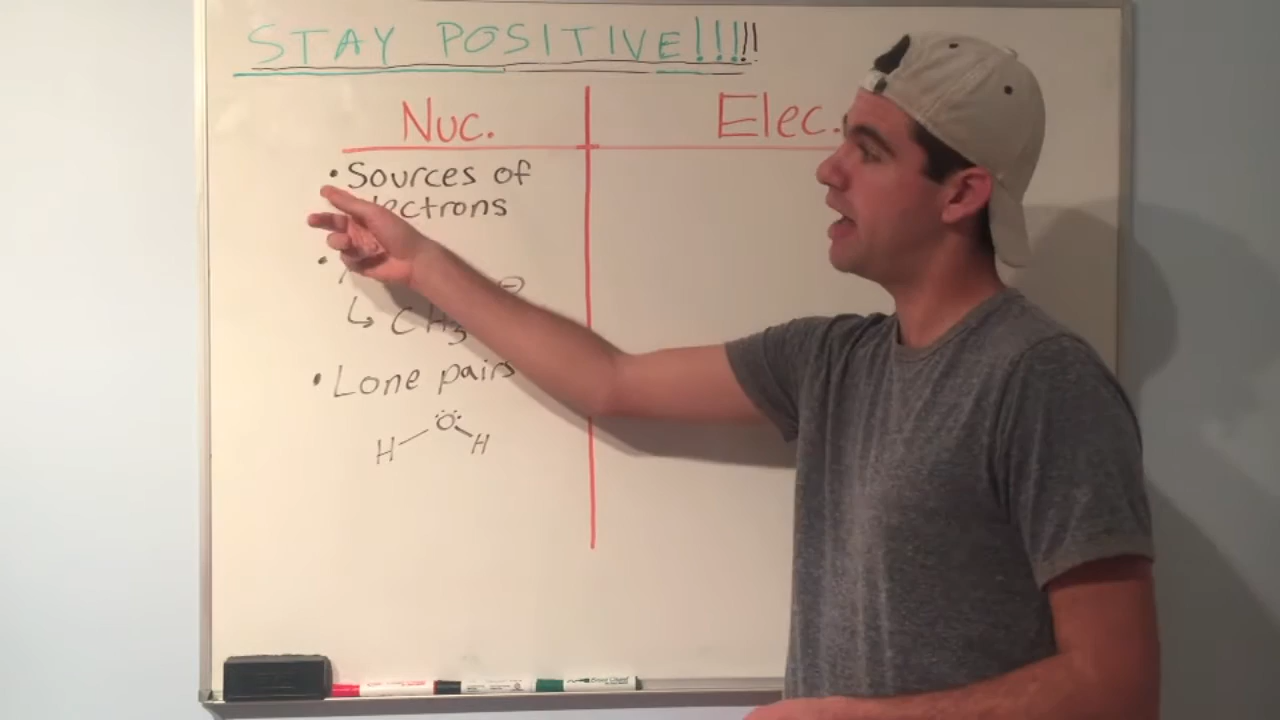 STAY POSITIVE!!!!!
Nuc. Elec.
• Sources of
electrons
↳ CH3
• Lone pairs
H O H